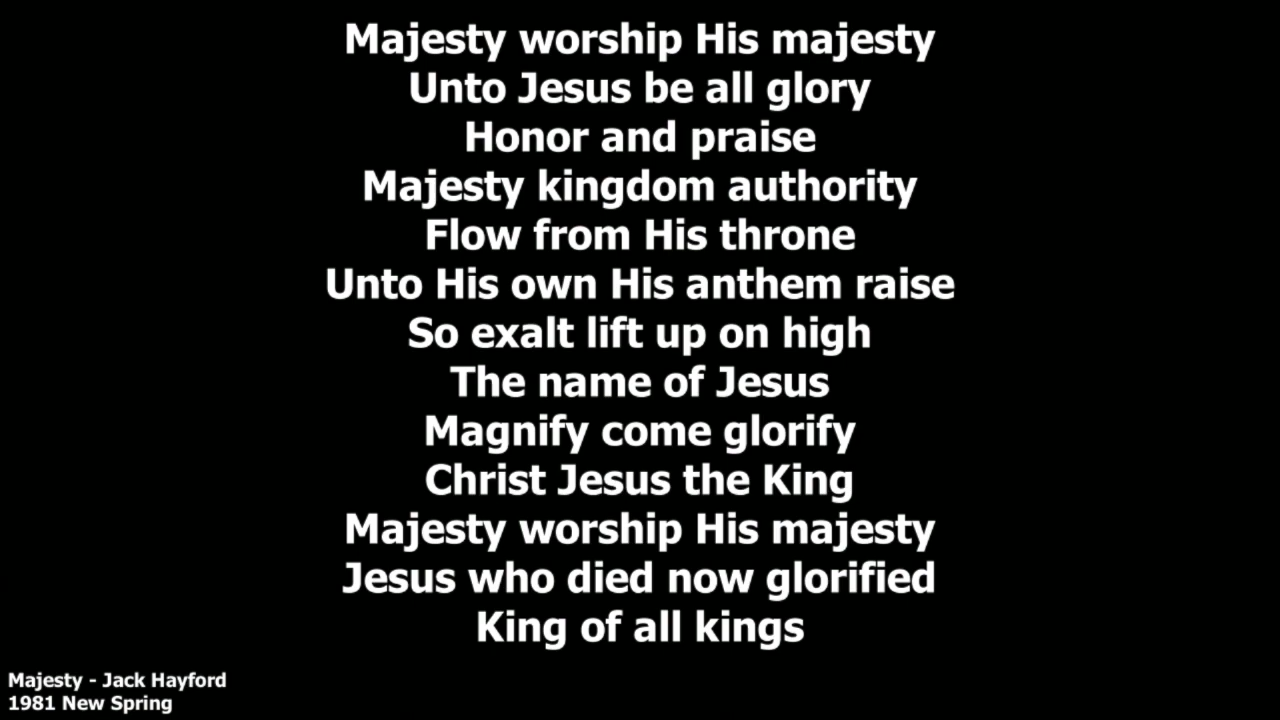 Majesty worship His majesty
Unto Jesus be all glory
Honor and praise
Majesty kingdom authority
Flow from His throne
Unto His own His anthem raise
So exalt lift up on high
The name of Jesus
Magnify come glorify
Christ Jesus the King
Majesty worship His majesty
Jesus who died now glorified
King of all kings
Majesty - Jack Hayford
1981 New Spring